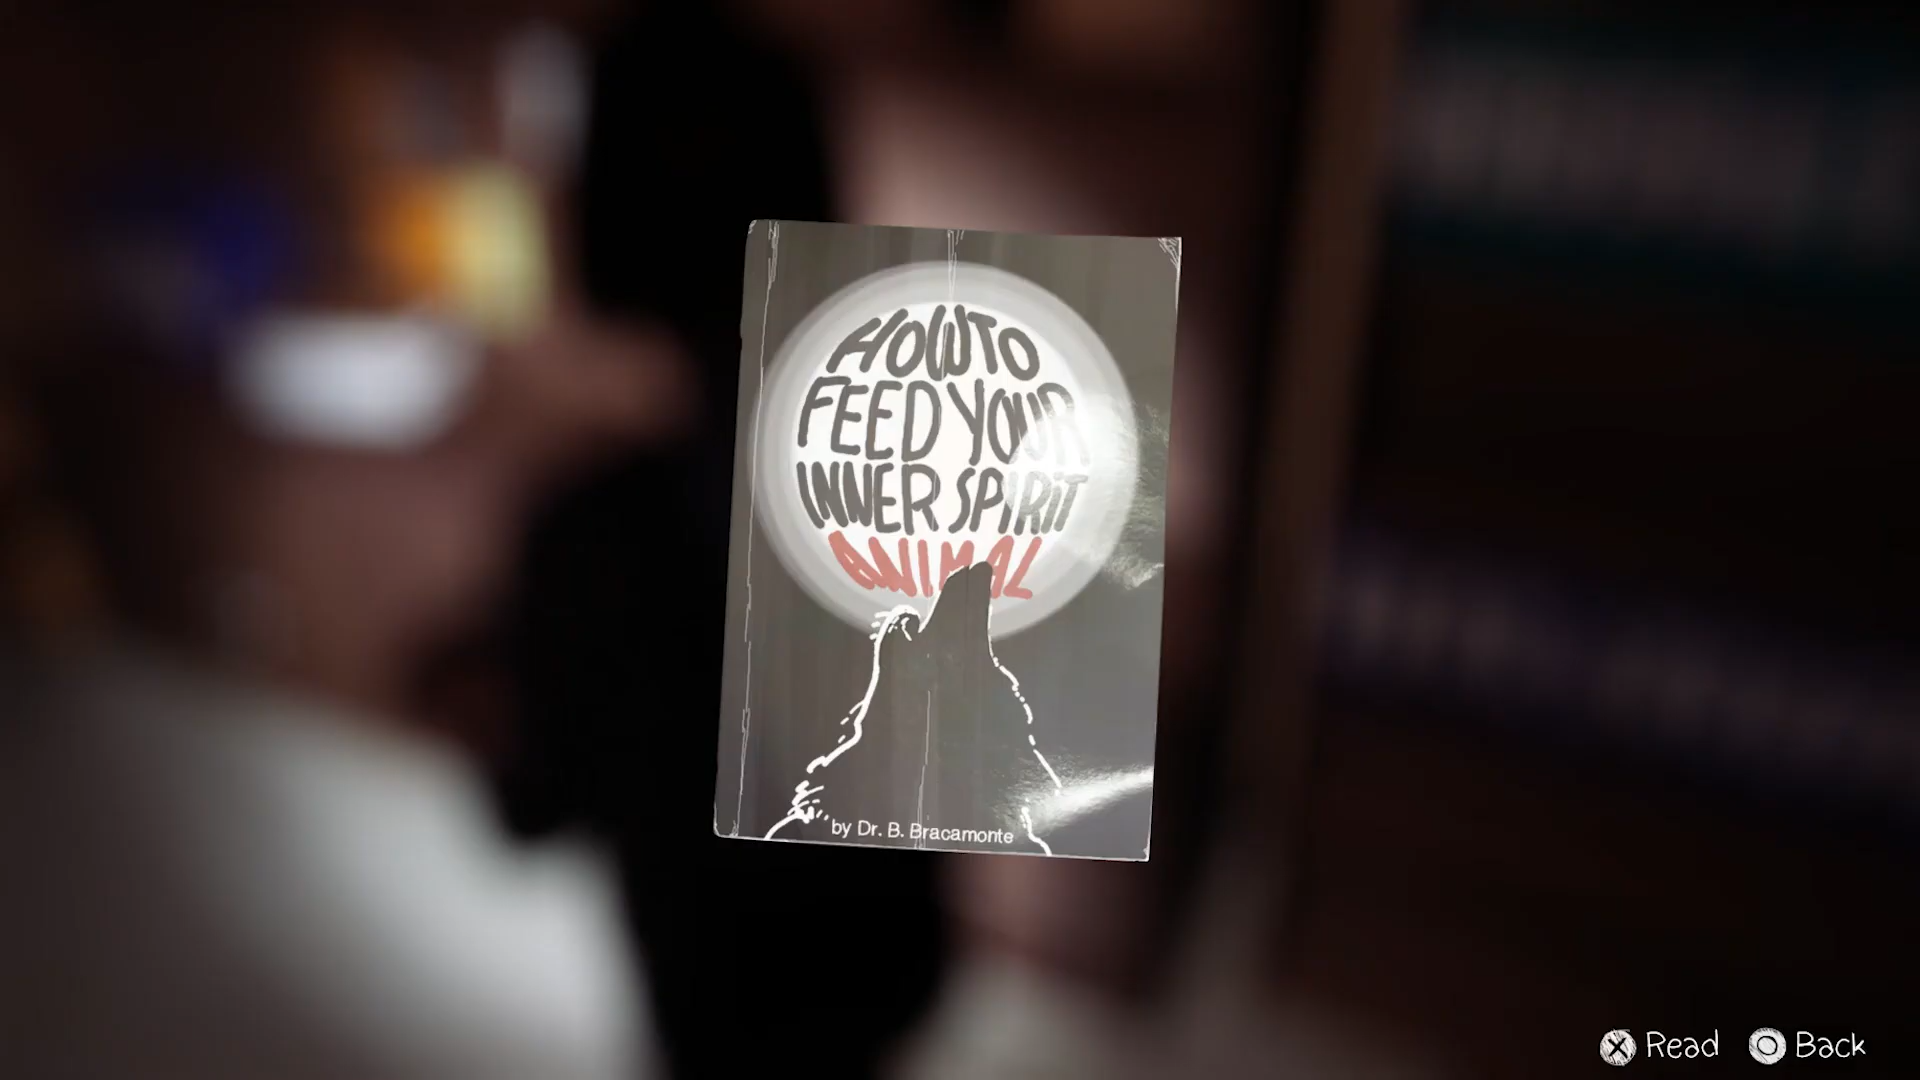 HOW TO
FEED YOUR
INNER SPIRIT
ANIMAL
by Dr. B. Bracamonte
Read
Back